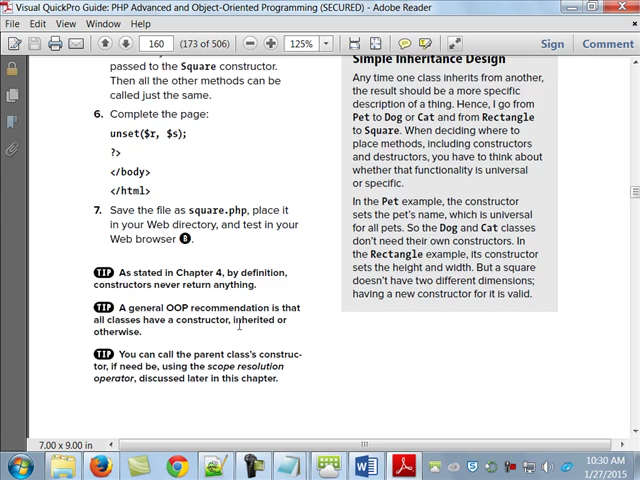 Visual QuickPro Guide: PHP Advanced and Object-Oriented Programming (SECURED) - Adobe Reader
File Edit View Window Help
160 (173 of 506) 125% Sign Comment
passed to the Square constructor.
Then all the other methods can be
called just the same.
6. Complete the page:
unset($r, $s);
?>
</body>
</html>
7. Save the file as square.php, place it
in your Web directory, and test in your
Web browser B.
TIP As stated in Chapter 4, by definition,
constructors never return anything.
TIP A general OOP recommendation is that
all classes have a constructor, inherited or
otherwise.
TIP You can call the parent class's construc-
tor, if need be, using the scope resolution
operator, discussed later in this chapter.
Simple Inheritance Design
Any time one class inherits from another,
the result should be a more specific
description of a thing. Hence, I go from
Pet to Dog or Cat and from Rectangle
to Square. When deciding where to
place methods, including constructors
and destructors, you have to think about
whether that functionality is universal
or specific.
In the Pet example, the constructor
sets the pet's name, which is universal
for all pets. So the Dog and Cat classes
don't need their own constructors. In
the Rectangle example, its constructor
sets the height and width. But a square
doesn't have two different dimensions;
having a new constructor for it is valid.
7.00 x 9.00 in
10:30 AM
1/27/2015